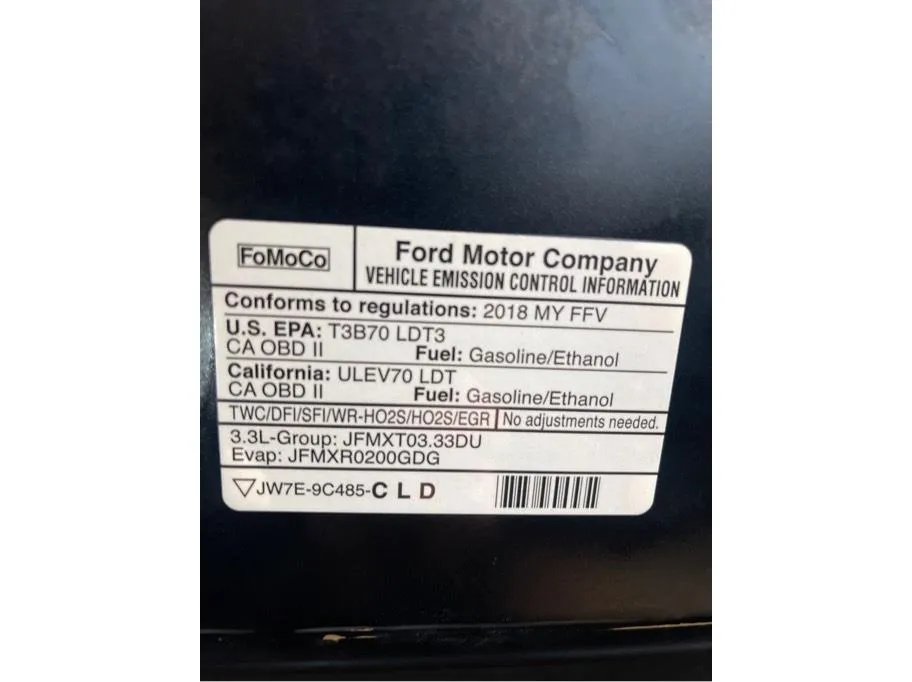 FoMoCo
Ford Motor Company
VEHICLE EMISSION CONTROL INFORMATION
Conforms to regulations: 2018 MY FFV
U.S. EPA: T3B70 LDT3
CA OBD II Fuel: Gasoline/Ethanol
California: ULEV70 LDT
CA OBD II Fuel: Gasoline/Ethanol
TWC/DFI/SFI/WR-HO2S/HO2S/EGR No adjustments needed.
3.3L-Group: JFMXT03.33DU
Evap: JFMXR0200GDG
JW7E-9C485-C L D